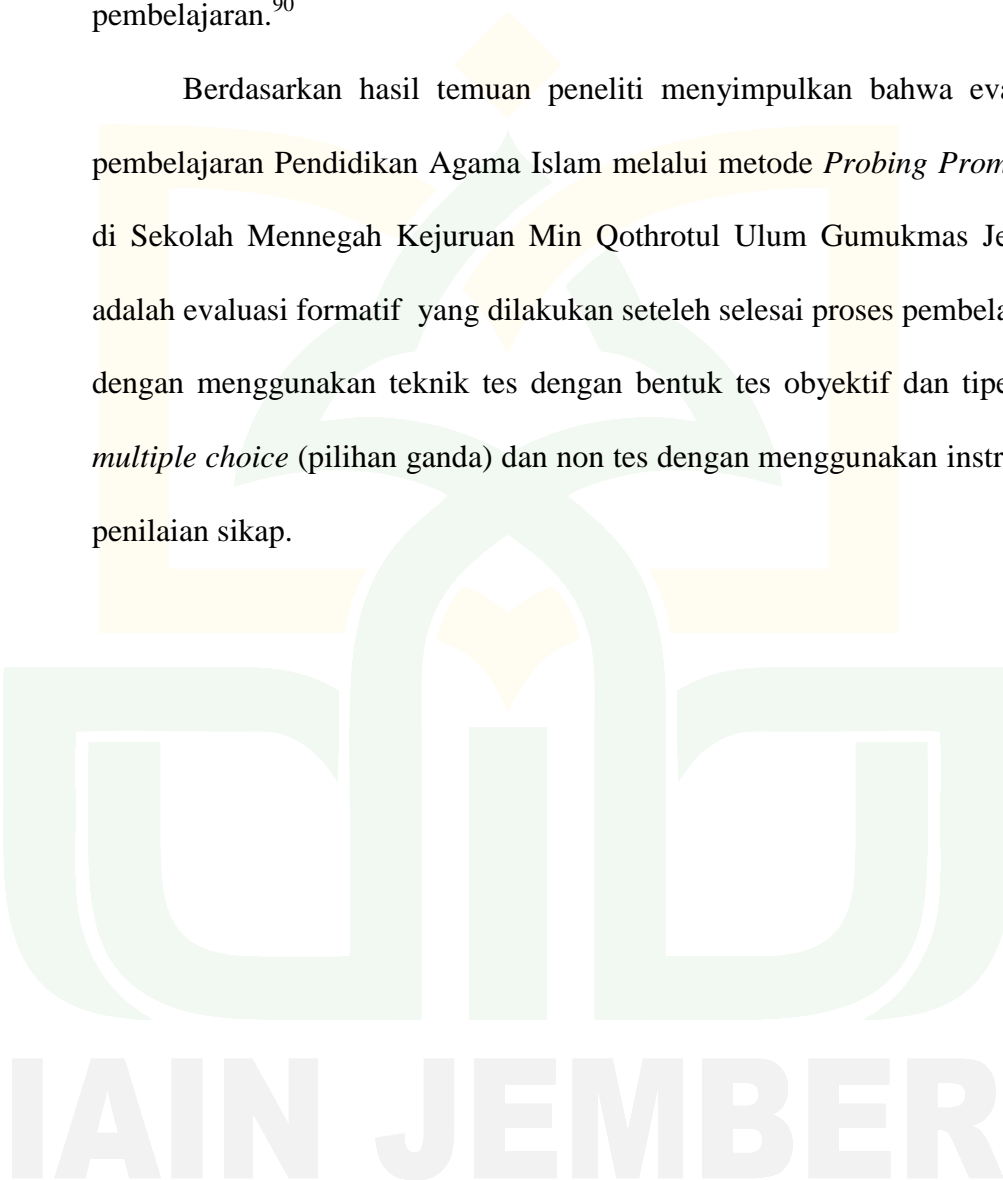 pembelajaran.90
Berdasarkan hasil temuan peneliti menyimpulkan bahwa eva
pembelajaran Pendidikan Agama Islam melalui metode Probing Prom
di Sekolah Mennegah Kejuruan Min Qothrotul Ulum Gumukmas Je
adalah evaluasi formatif yang dilakukan seteleh selesai proses pembela
dengan menggunakan teknik tes dengan bentuk tes obyektif dan tipe
multiple choice (pilihan ganda) dan non tes dengan menggunakan instr
penilaian sikap.
IAIN JEMBER